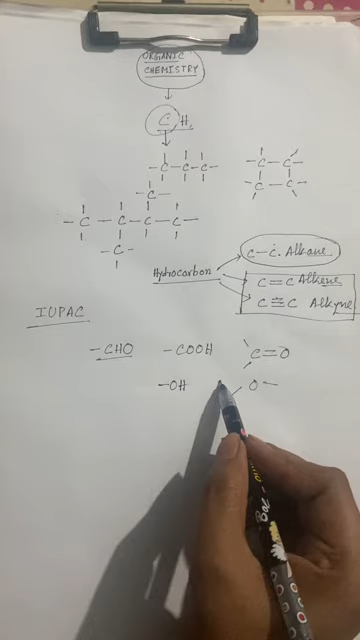 ORGANIC
CHEMISTRY
C H,
-C-C-C-
C-
-C-C-
-C-C-
-C-C-C-C-
-C-
Hydrocarbon
C-C. Alkane
C=C Alkene
C≡C Alkyne
IUPAC
-CHO -COOH C=O
-OH O-